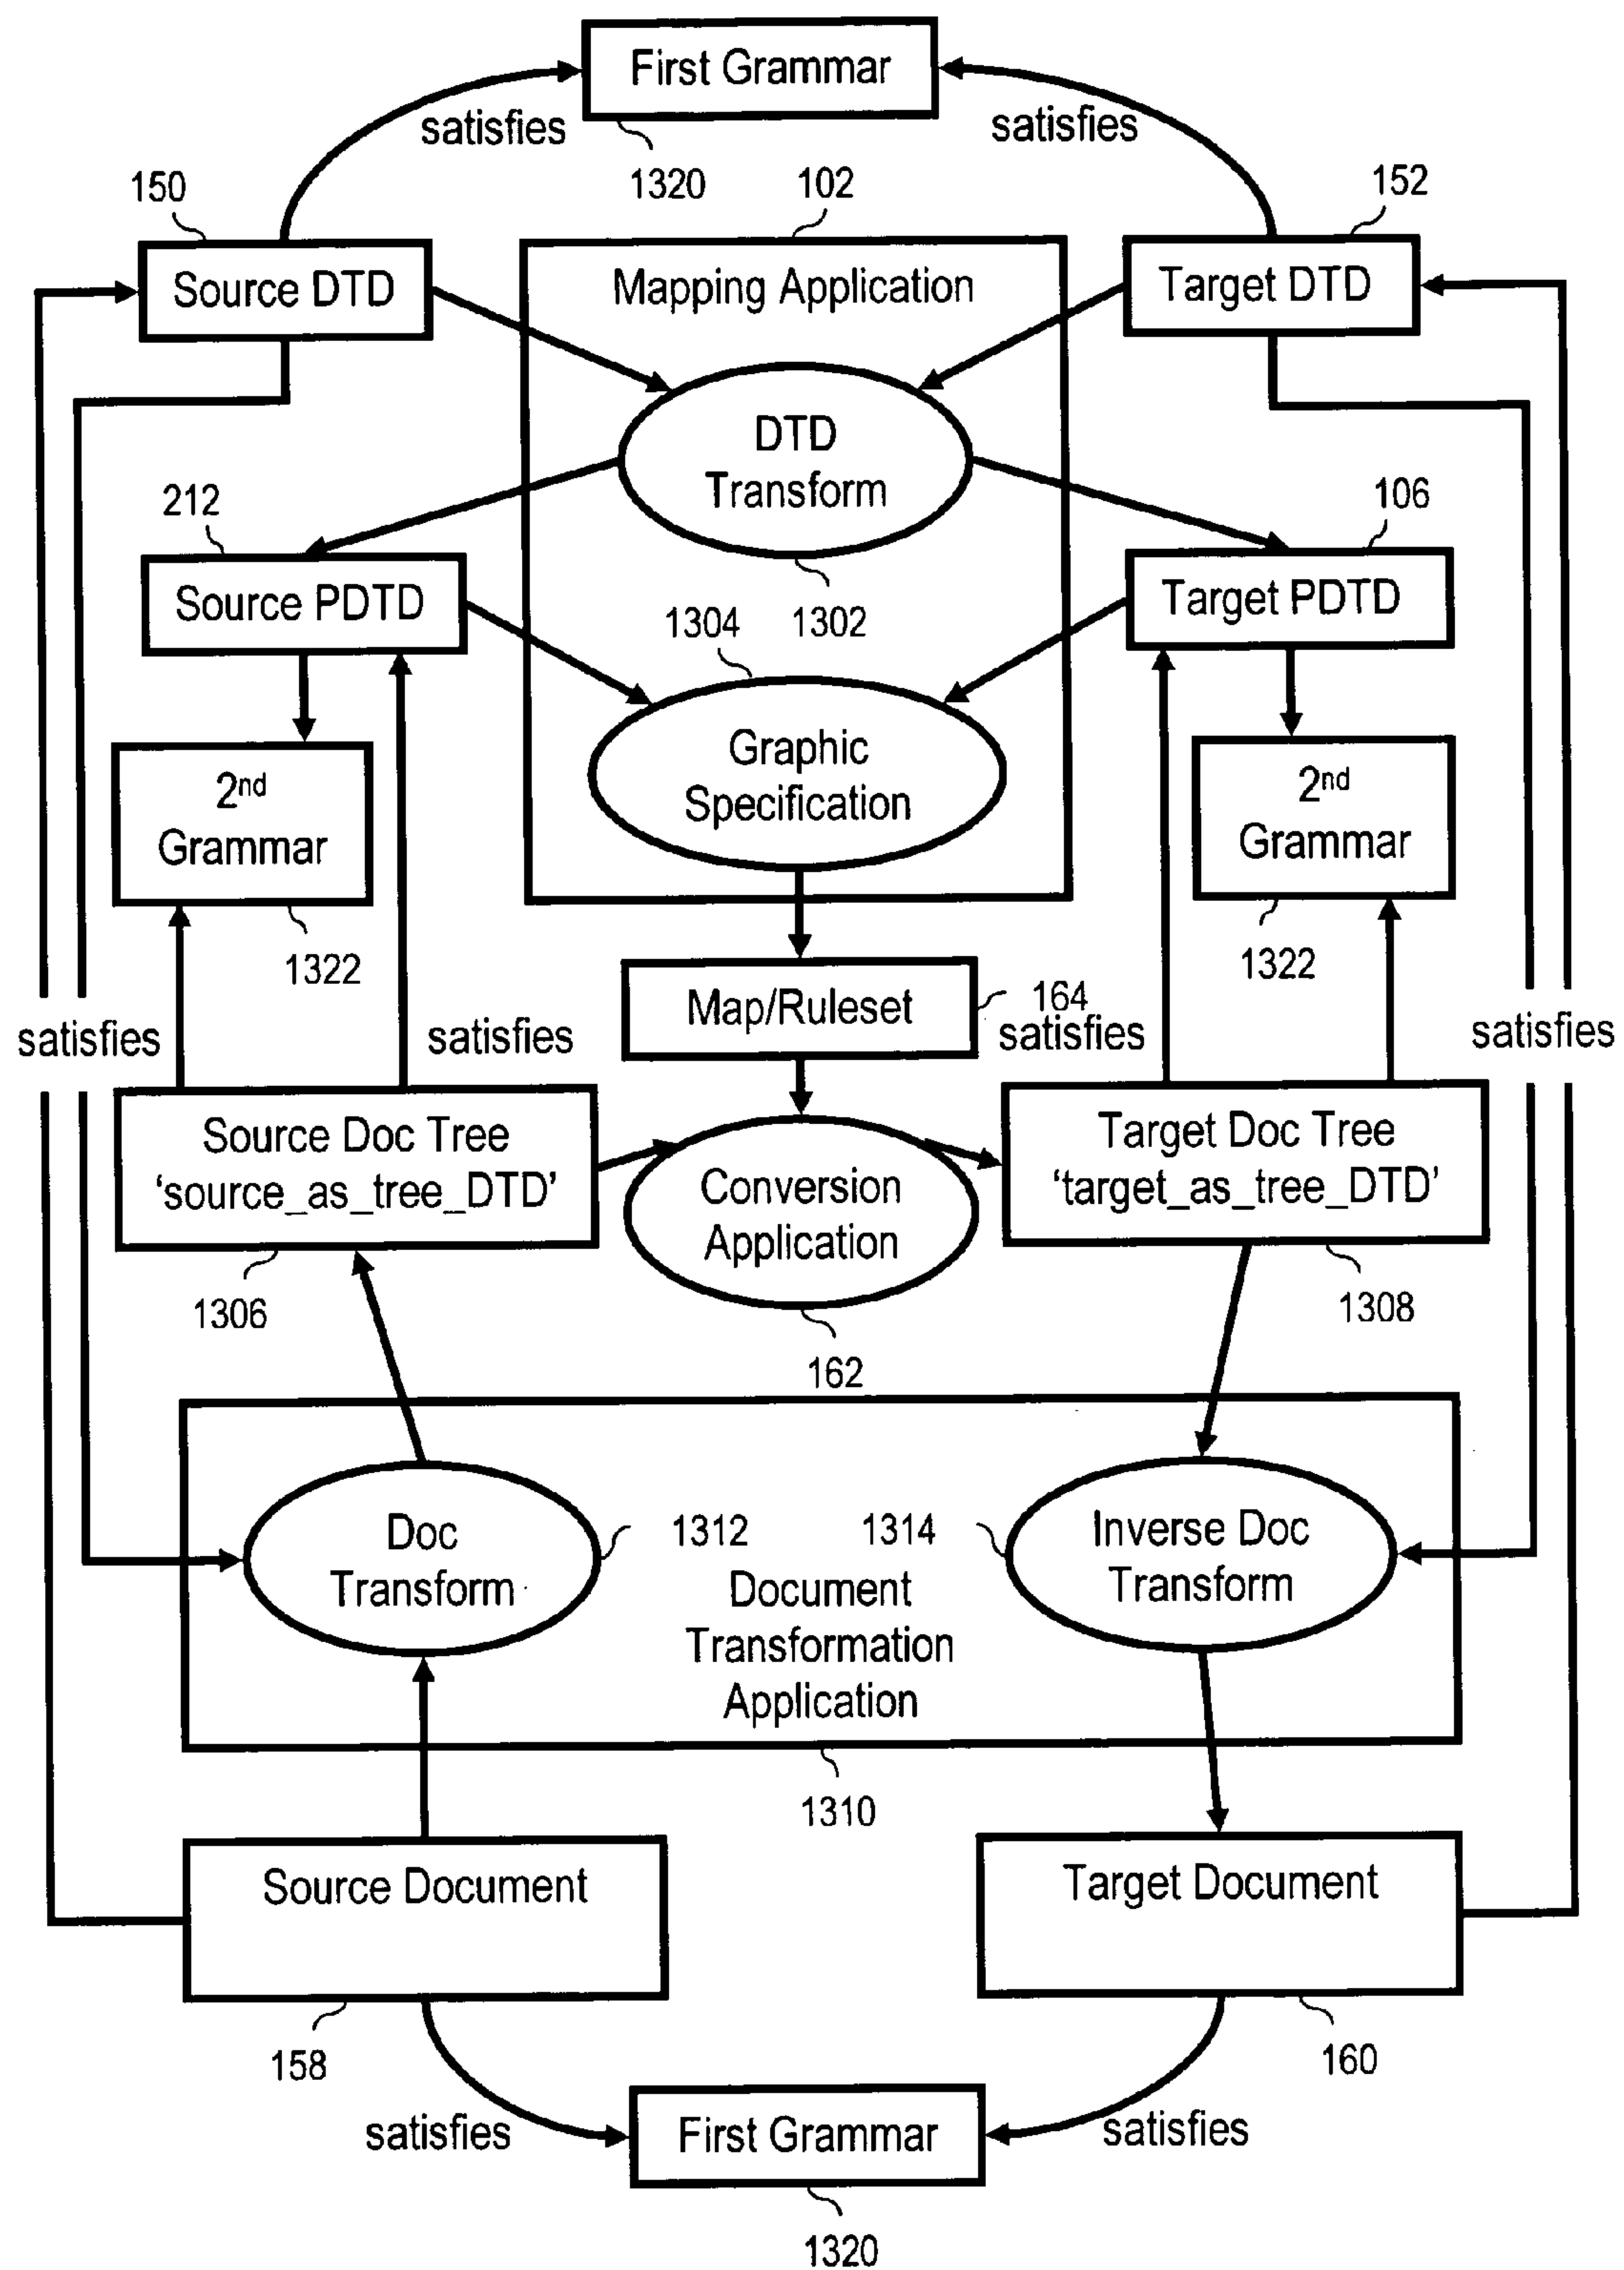 First Grammar
satisfies
satisfies
1320
150
102
152
Source DTD
Mapping Application
Target DTD
DTD
Transform
212
106
Source PDTD
1304
1302
Target PDTD
Graphic
Specification
2nd
Grammar
2nd
Grammar
1322
1322
Map/Ruleset
164
satisfies
satisfies
satisfies
satisfies
Source Doc Tree
'source_as_tree_DTD'
Conversion
Application
Target Doc Tree
'target_as_tree_DTD'
1306
1308
162
Doc
Transform
1312
1314
Inverse Doc
Transform
Document
Transformation
Application
1310
Source Document
Target Document
158
160
satisfies
First Grammar
satisfies
1320